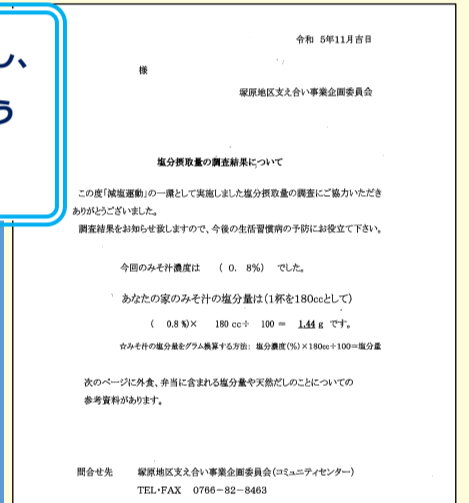 し、
う
令和 5年11月吉日
様
塚原地区支え合い事業企画委員会
塩分摂取量の調査結果について
この度「減塩運動」の一環として実施しました塩分摂取量の調査にご協力いただき
ありがとうございました。
調査結果をお知らせ致しますので、今後の生活習慣病の予防にお役立て下さい。
今回のみそ汁濃度は ( 0. 8%) でした。
あなたの家のみそ汁の塩分量は(1杯を180ccとして)
( 0.8 %)× 180 cc÷ 100 = 1.44 g です。
☆みそ汁の塩分量をグラム換算する方法: 塩分濃度(%)×180cc÷100=塩分量
次のページに外食、弁当に含まれる塩分量や天然だしのことについての
参考資料があります。
問合せ先 塚原地区支え合い事業企画委員会(コミュニティセンター)
TEL・FAX 0766-82-8463